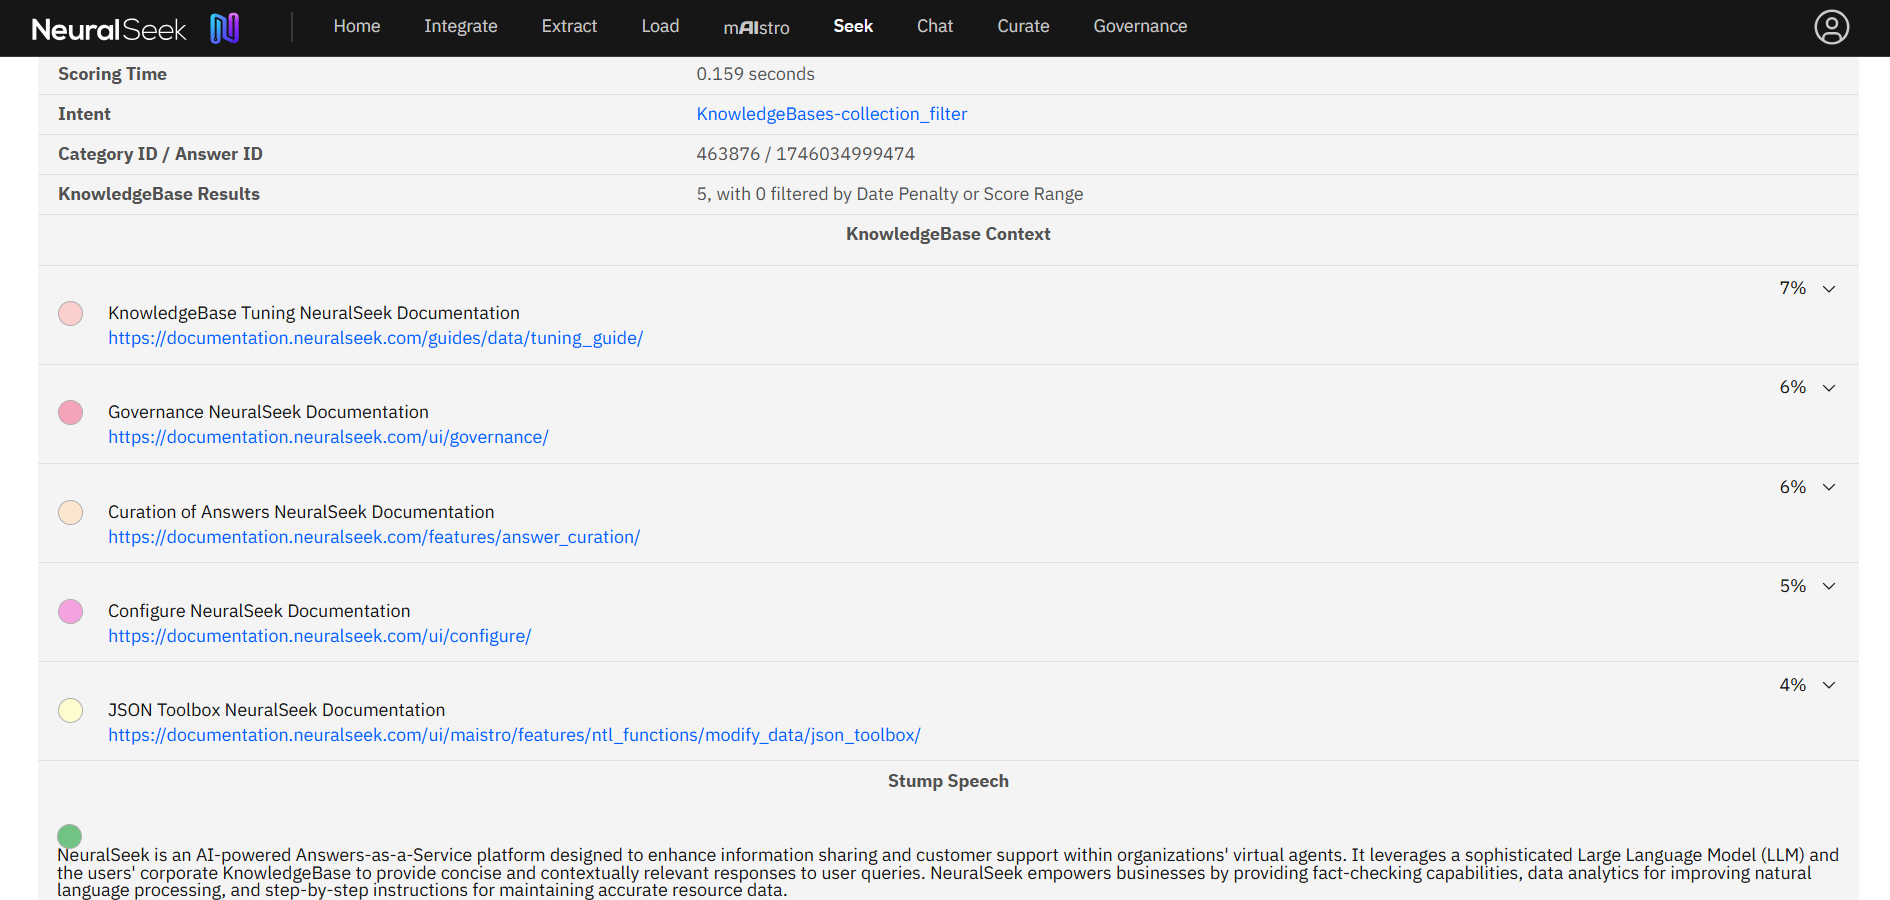 NeuralSeek Home Integrate Extract Load mAIstro Seek Chat Curate Governance
Scoring Time 0.159 seconds
Intent KnowledgeBases-collection_filter
Category ID / Answer ID 463876 / 1746034999474
KnowledgeBase Results 5, with 0 filtered by Date Penalty or Score Range
KnowledgeBase Context
7%
KnowledgeBase Tuning NeuralSeek Documentation
https://documentation.neuralseek.com/guides/data/tuning_guide/
6%
Governance NeuralSeek Documentation
https://documentation.neuralseek.com/ui/governance/
6%
Curation of Answers NeuralSeek Documentation
https://documentation.neuralseek.com/features/answer_curation/
5%
Configure NeuralSeek Documentation
https://documentation.neuralseek.com/ui/configure/
4%
JSON Toolbox NeuralSeek Documentation
https://documentation.neuralseek.com/ui/maistro/features/ntl_functions/modify_data/json_toolbox/
Stump Speech
NeuralSeek is an AI-powered Answers-as-a-Service platform designed to enhance information sharing and customer support within organizations' virtual agents. It leverages a sophisticated Large Language Model (LLM) and
the users' corporate KnowledgeBase to provide concise and contextually relevant responses to user queries. NeuralSeek empowers businesses by providing fact-checking capabilities, data analytics for improving natural
language processing, and step-by-step instructions for maintaining accurate resource data.